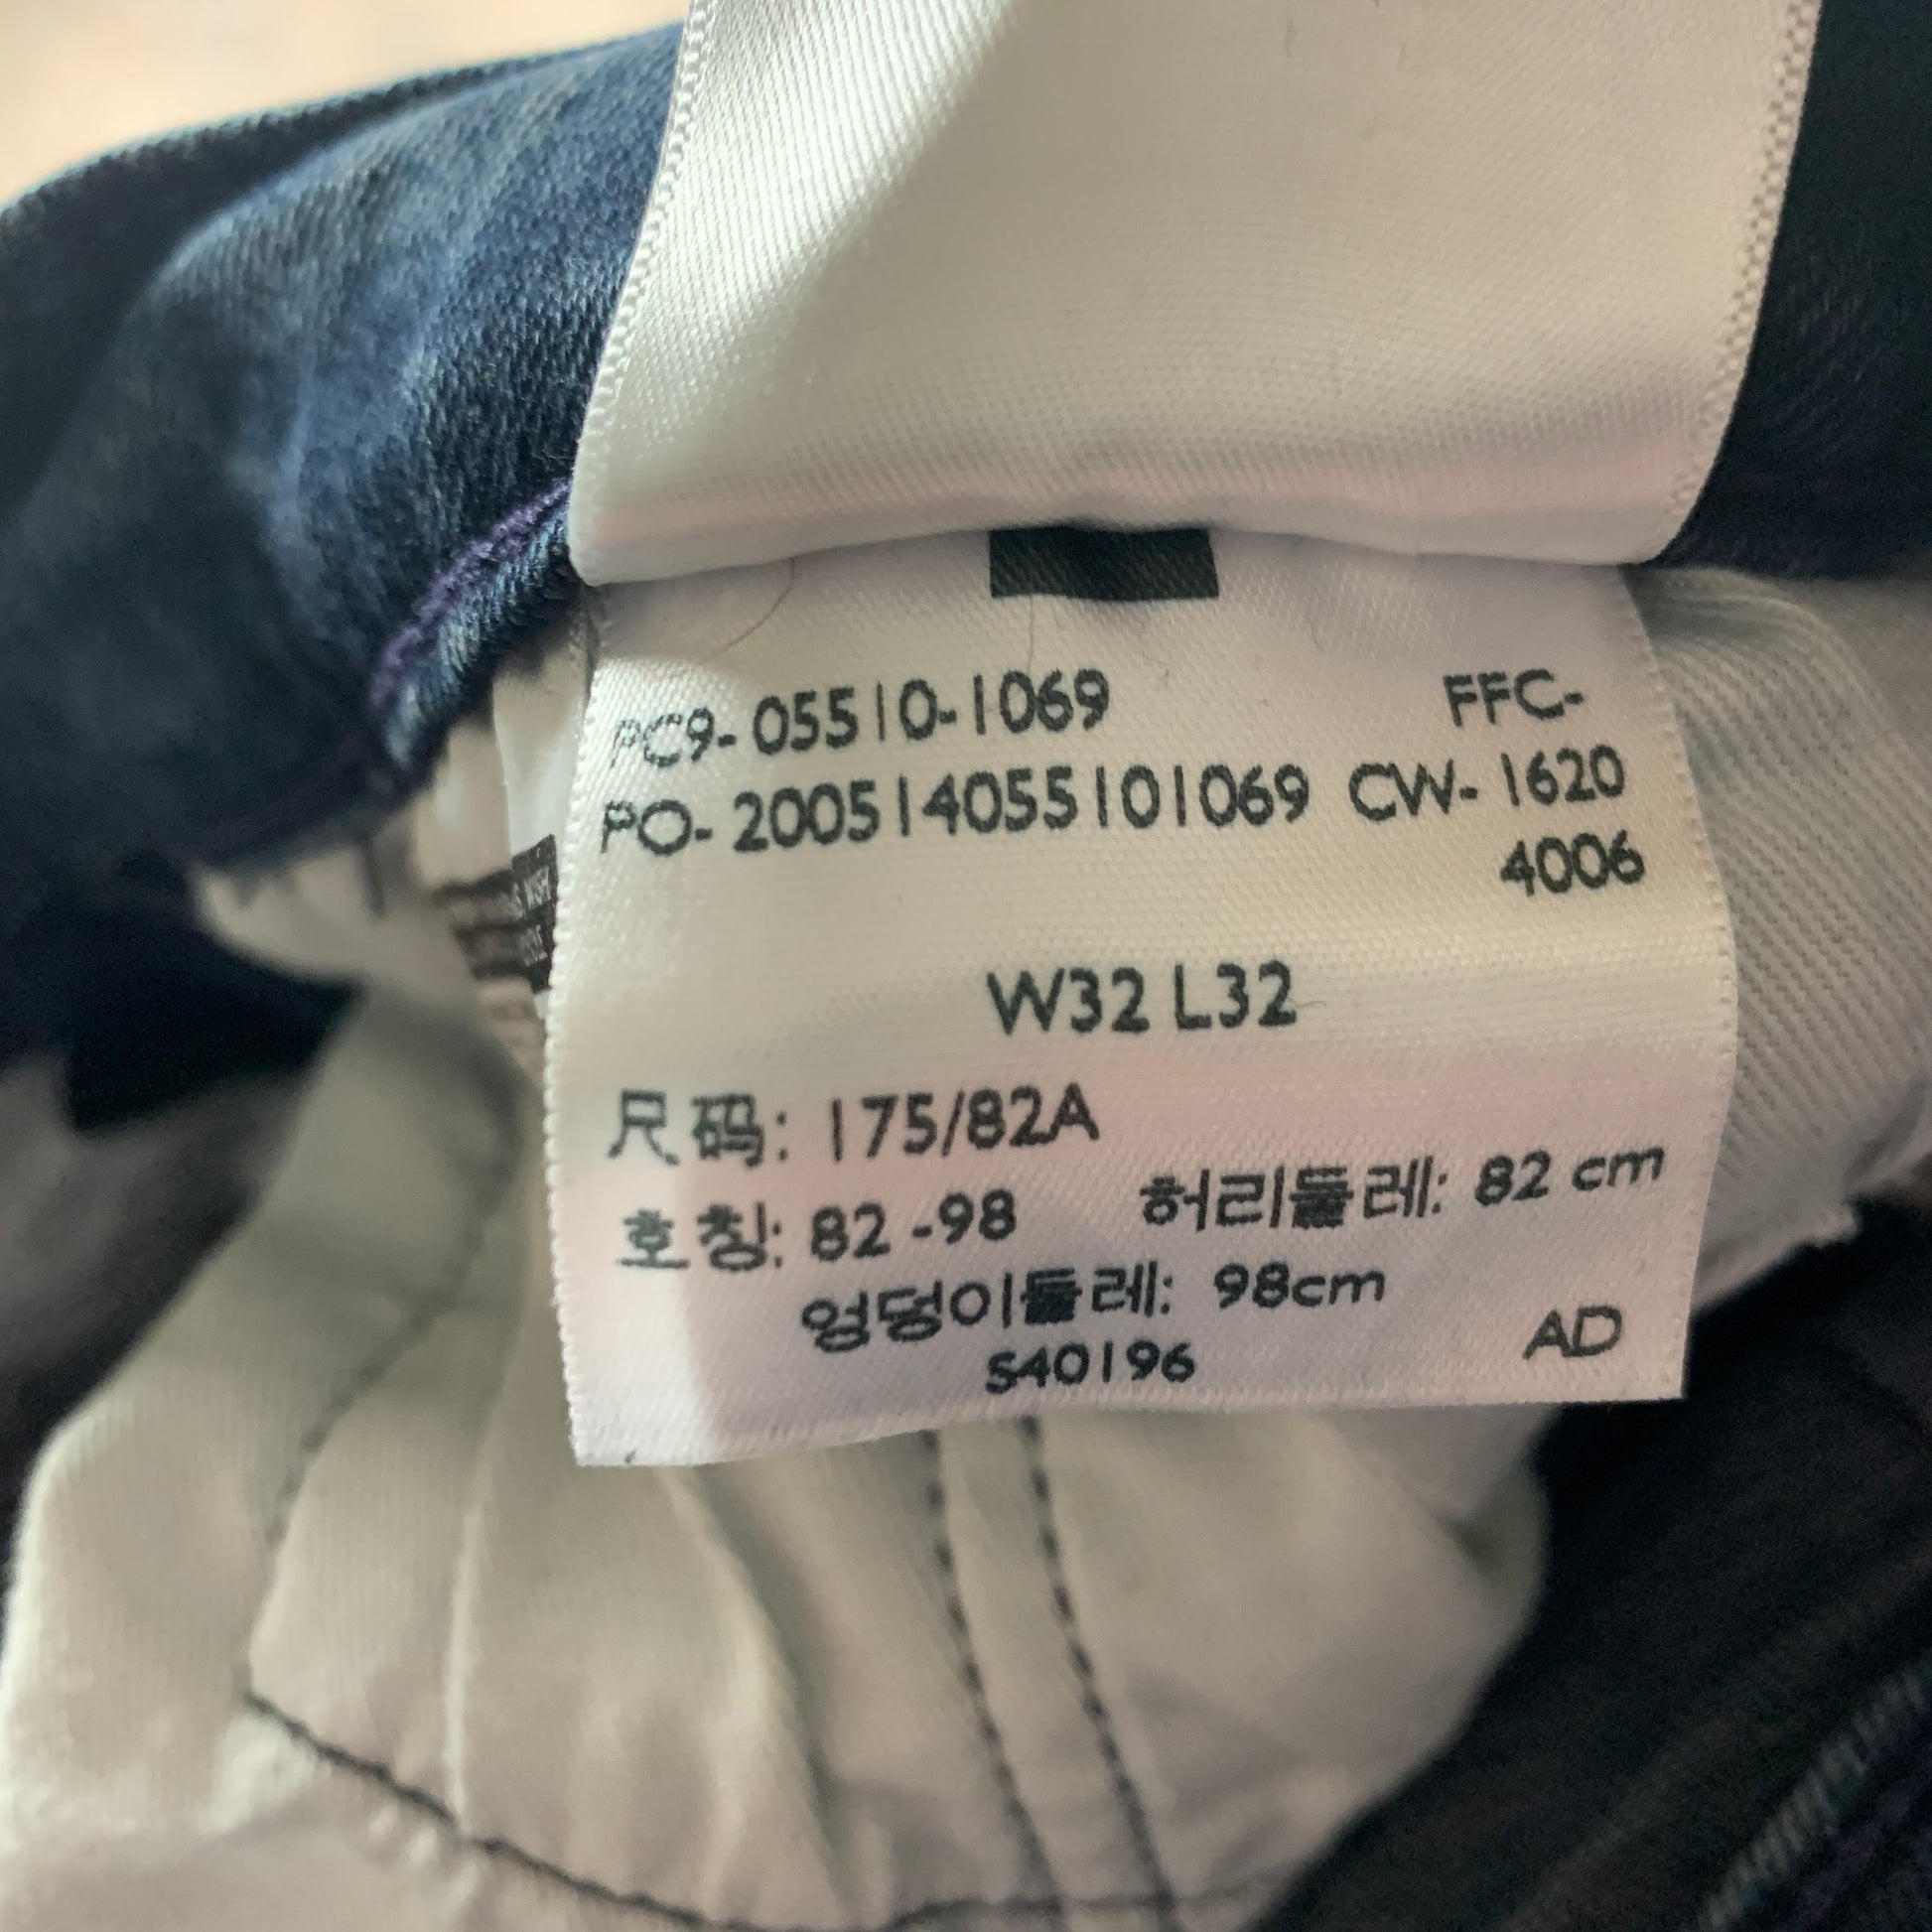 PC9- 05510-1069 FFC-
PO- 200514055101069 CW- 1620
4006
W32 L32
尺码: 175/82A
호칭: 82 -98 허리둘레: 82 cm
엉덩이둘레: 98cm
S40196 AD